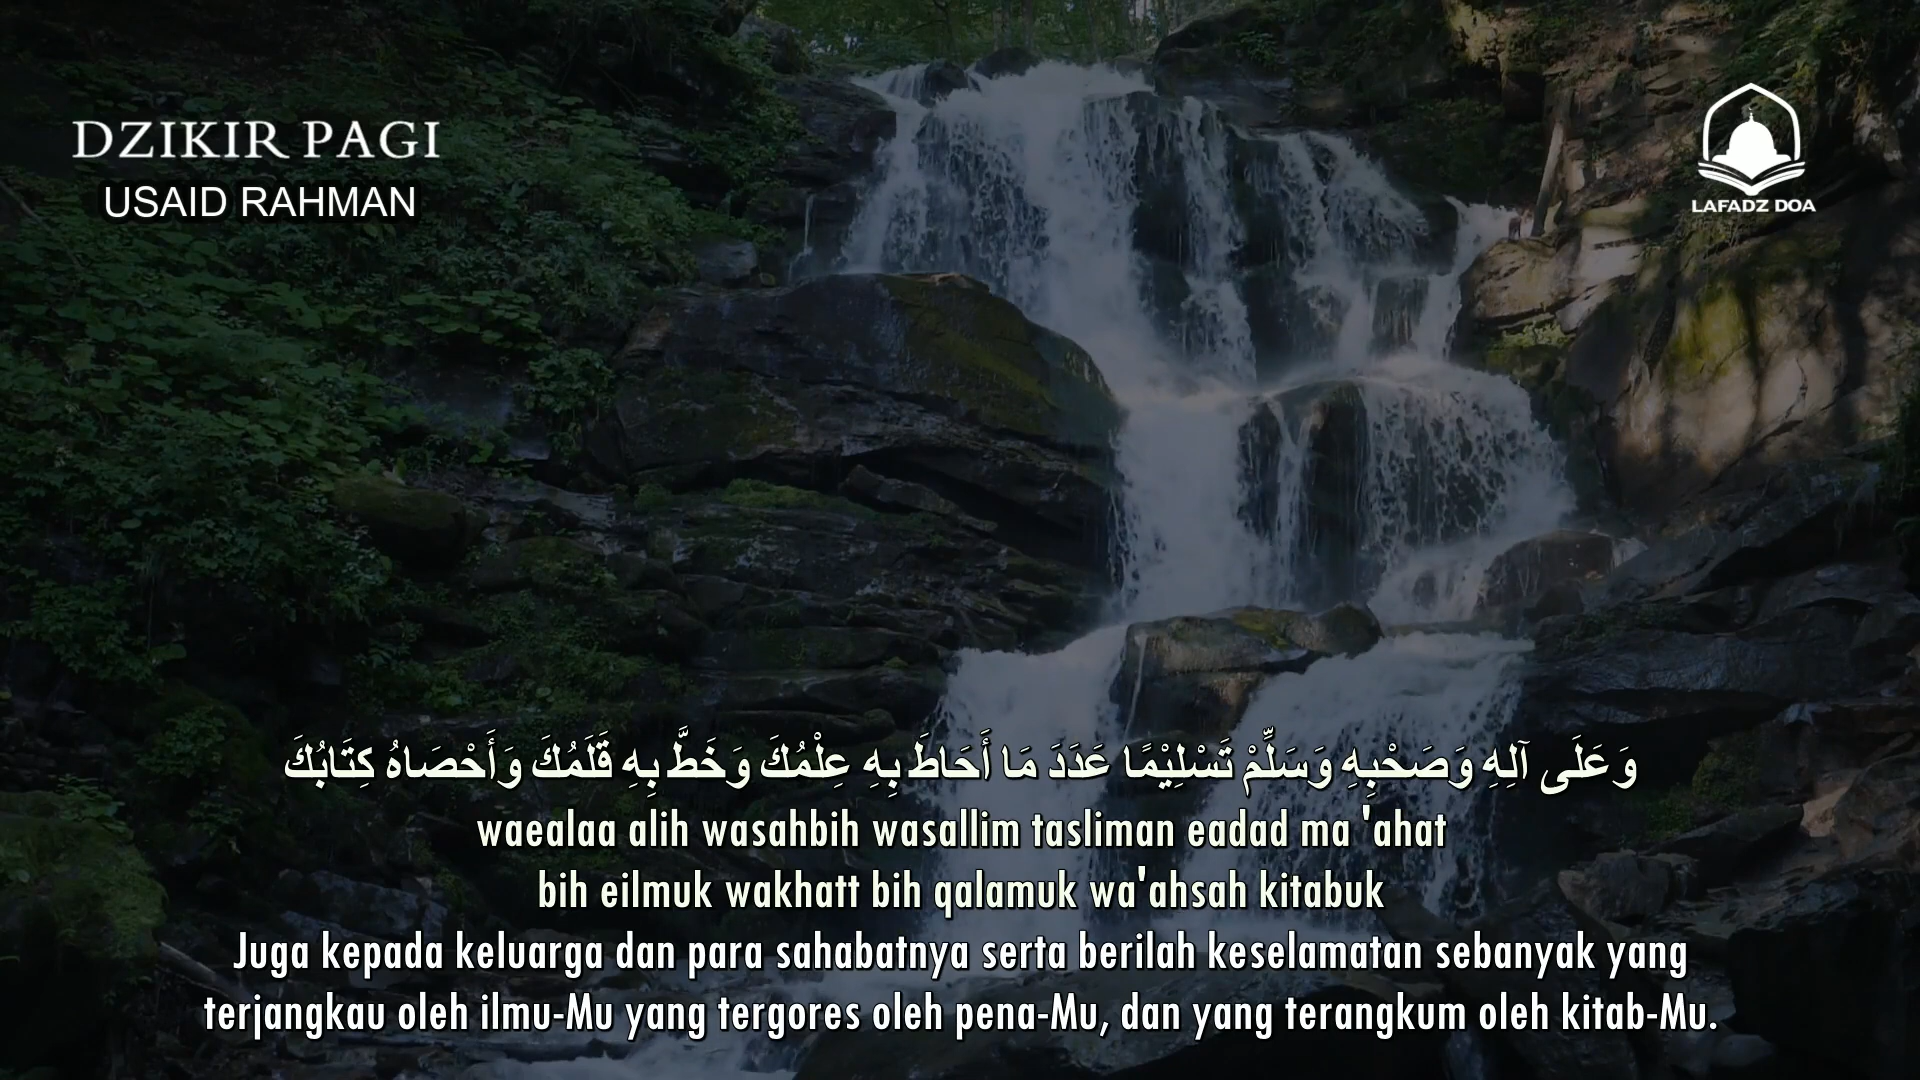 DZIKIR PAGI
USAID RAHMAN
LAFADZ DOA
وَعَلَى آلِهِ وَصَحْبِهِ وَسَلِّمْ تَسْلِيْمًا عَدَدَ مَا أَحَاطَ بِهِ عِلْمُكَ وَخَطَّ بِهِ قَلَمُكَ وَأَحْصَاهُ كِتَابُكَ
waealaa alih wasahbih wasallim tasliman eadad ma 'ahat
bih eilmuk wakhatt bih qalamuk wa'ahsah kitabuk
Juga kepada keluarga dan para sahabatnya serta berilah keselamatan sebanyak yang
terjangkau oleh ilmu-Mu yang tergores oleh pena-Mu, dan yang terangkum oleh kitab-Mu.